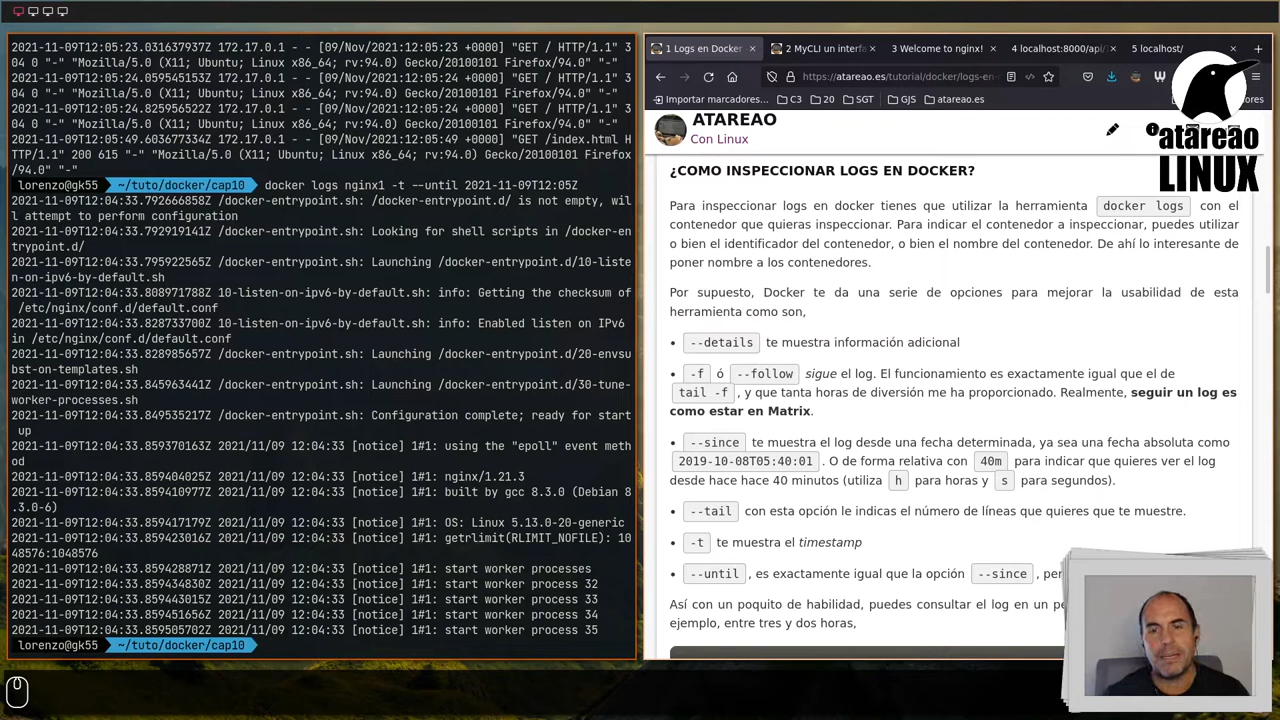 2021-11-09T12:05:23.031637937Z 172.17.0.1 - - [09/Nov/2021:12:05:23 +0000] "GET / HTTP/1.1" 3
04 0 "-" "Mozilla/5.0 (X11; Ubuntu; Linux x86_64; rv:94.0) Gecko/20100101 Firefox/94.0" "-"
2021-11-09T12:05:24.059545153Z 172.17.0.1 - - [09/Nov/2021:12:05:24 +0000] "GET / HTTP/1.1" 3
04 0 "-" "Mozilla/5.0 (X11; Ubuntu; Linux x86_64; rv:94.0) Gecko/20100101 Firefox/94.0" "-"
2021-11-09T12:05:24.825956522Z 172.17.0.1 - - [09/Nov/2021:12:05:24 +0000] "GET / HTTP/1.1" 3
04 0 "-" "Mozilla/5.0 (X11; Ubuntu; Linux x86_64; rv:94.0) Gecko/20100101 Firefox/94.0" "-"
2021-11-09T12:05:49.603677334Z 172.17.0.1 - - [09/Nov/2021:12:05:49 +0000] "GET /index.html H
TTP/1.1" 200 615 "-" "Mozilla/5.0 (X11; Ubuntu; Linux x86_64; rv:94.0) Gecko/20100101 Firefox
/94.0" "-"
lorenzo@gk55 ~/tuto/docker/cap10 docker logs nginx1 -t --until 2021-11-09T12:05Z
2021-11-09T12:04:33.792666858Z /docker-entrypoint.sh: /docker-entrypoint.d/ is not empty, wil
l attempt to perform configuration
2021-11-09T12:04:33.792919141Z /docker-entrypoint.sh: Looking for shell scripts in /docker-en
trypoint.d/
2021-11-09T12:04:33.795922565Z /docker-entrypoint.sh: Launching /docker-entrypoint.d/10-liste
n-on-ipv6-by-default.sh
2021-11-09T12:04:33.808971788Z 10-listen-on-ipv6-by-default.sh: info: Getting the checksum of
/etc/nginx/conf.d/default.conf
2021-11-09T12:04:33.828733700Z 10-listen-on-ipv6-by-default.sh: info: Enabled listen on IPv6
in /etc/nginx/conf.d/default.conf
2021-11-09T12:04:33.828985657Z /docker-entrypoint.sh: Launching /docker-entrypoint.d/20-envsu
bst-on-templates.sh
2021-11-09T12:04:33.845963441Z /docker-entrypoint.sh: Launching /docker-entrypoint.d/30-tune-
worker-processes.sh
2021-11-09T12:04:33.849535217Z /docker-entrypoint.sh: Configuration complete; ready for start
up
2021-11-09T12:04:33.859370163Z 2021/11/09 12:04:33 [notice] 1#1: using the "epoll" event meth
od
2021-11-09T12:04:33.859404025Z 2021/11/09 12:04:33 [notice] 1#1: nginx/1.21.3
2021-11-09T12:04:33.859410977Z 2021/11/09 12:04:33 [notice] 1#1: built by gcc 8.3.0 (Debian 8
.3.0-6)
2021-11-09T12:04:33.859417179Z 2021/11/09 12:04:33 [notice] 1#1: OS: Linux 5.13.0-20-generic
2021-11-09T12:04:33.859423016Z 2021/11/09 12:04:33 [notice] 1#1: getrlimit(RLIMIT_NOFILE): 10
48576:1048576
2021-11-09T12:04:33.859428871Z 2021/11/09 12:04:33 [notice] 1#1: start worker processes
2021-11-09T12:04:33.859434830Z 2021/11/09 12:04:33 [notice] 1#1: start worker process 32
2021-11-09T12:04:33.859443015Z 2021/11/09 12:04:33 [notice] 1#1: start worker process 33
2021-11-09T12:04:33.859451656Z 2021/11/09 12:04:33 [notice] 1#1: start worker process 34
2021-11-09T12:04:33.859505702Z 2021/11/09 12:04:33 [notice] 1#1: start worker process 35
lorenzo@gk55 ~/tuto/docker/cap10
1 Logs en Docker 2 MyCLI un interfa 3 Welcome to nginx! 4 localhost:8000/api/ 5 localhost/
https://atareao.es/tutorial/docker/logs-en-
Importar marcadores... C3 20 SGT GJS atareao.es
ATAREAO
Con Linux
atareao
LINUX
¿COMO INSPECCIONAR LOGS EN DOCKER?
Para inspeccionar logs en docker tienes que utilizar la herramienta docker logs con el
contenedor que quieras inspeccionar. Para indicar el contenedor a inspeccionar, puedes utilizar
o bien el identificador del contenedor, o bien el nombre del contenedor. De ahí lo interesante de
poner nombre a los contenedores.
Por supuesto, Docker te da una serie de opciones para mejorar la usabilidad de esta
herramienta como son,
• --details te muestra información adicional
• -f ó --follow sigue el log. El funcionamiento es exactamente igual que el de
tail -f, y que tanta horas de diversión me ha proporcionado. Realmente, seguir un log es
como estar en Matrix.
• --since te muestra el log desde una fecha determinada, ya sea una fecha absoluta como
2019-10-08T05:40:01. O de forma relativa con 40m para indicar que quieres ver el log
desde hace hace 40 minutos (utiliza h para horas y s para segundos).
• --tail con esta opción le indicas el número de líneas que quieres que te muestre.
• -t te muestra el timestamp
• --until, es exactamente igual que la opción --since,
Así con un poquito de habilidad, puedes consultar el log en un
ejemplo, entre tres y dos horas,